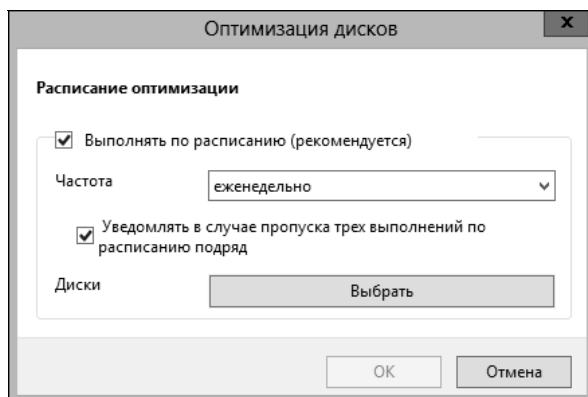 Оптимизация дисков
x
Расписание оптимизации
Выполнять по расписанию (рекомендуется)
Частота
еженедельно
Уведомлять в случае пропуска трех выполнений по
расписанию подряд
Диски
Выбрать
OK
Отмена